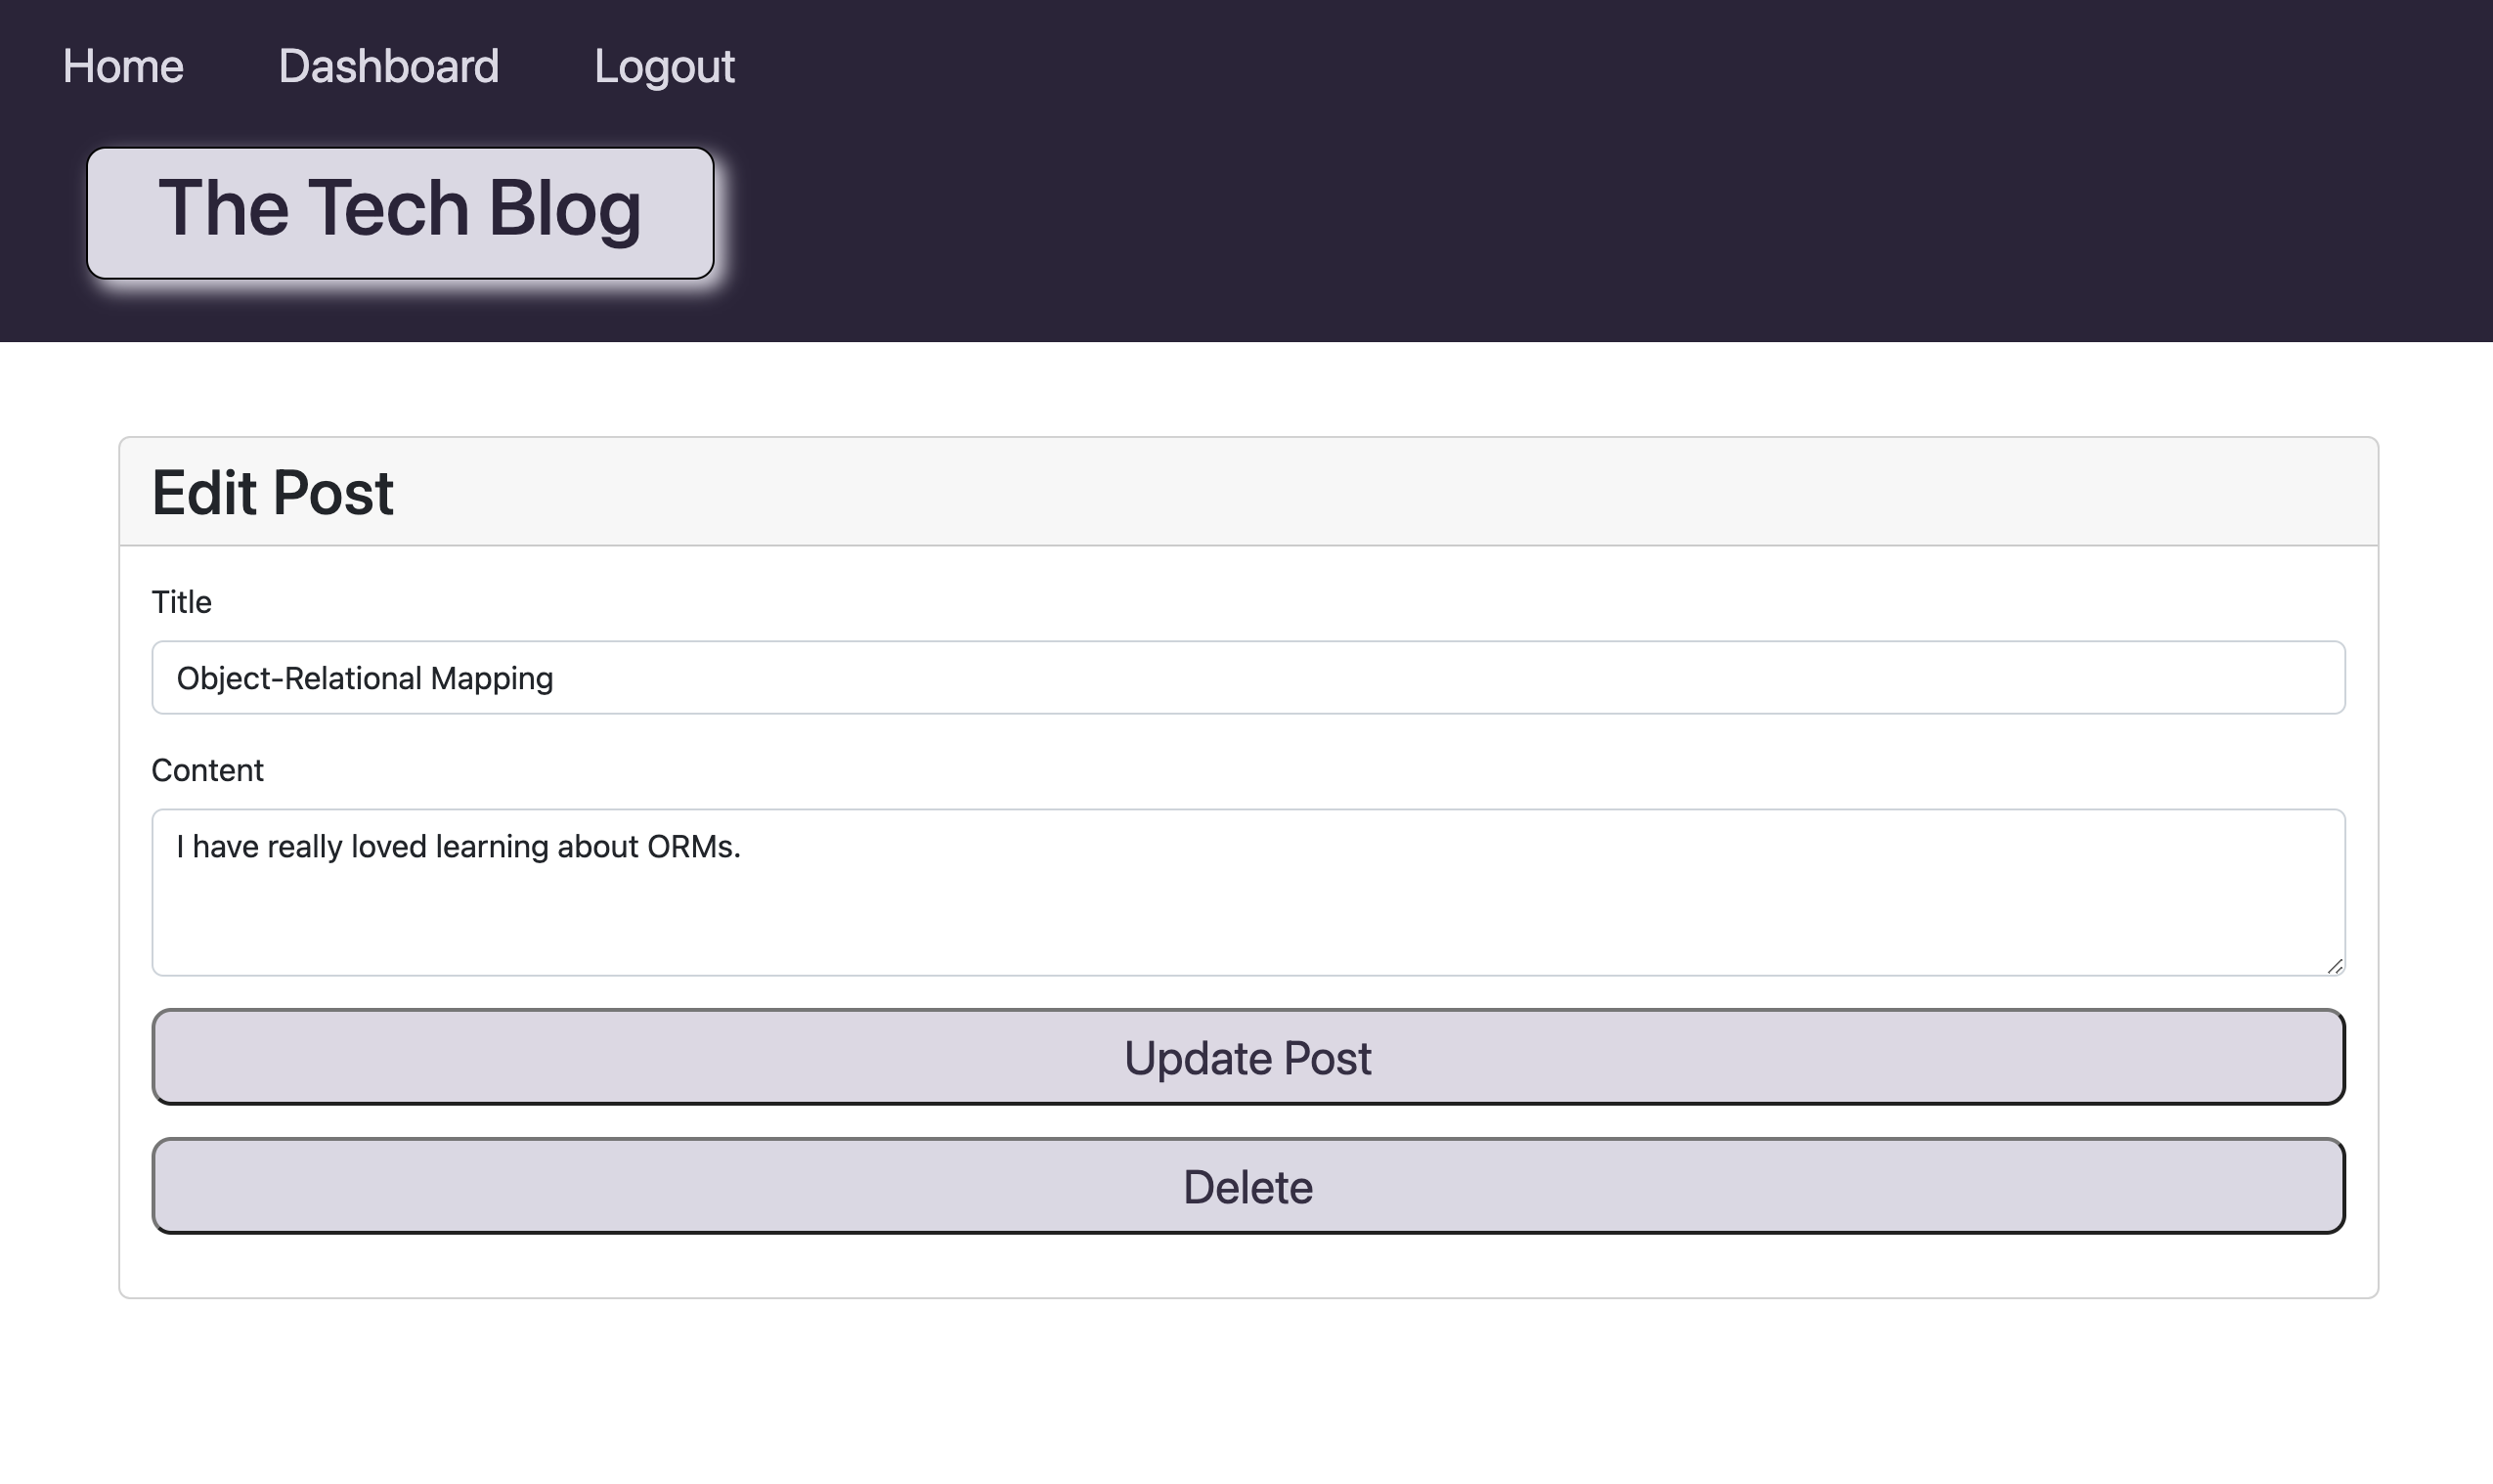 Home Dashboard Logout
The Tech Blog
Edit Post
Title
Object-Relational Mapping
Content
I have really loved learning about ORMs.
Update Post
Delete